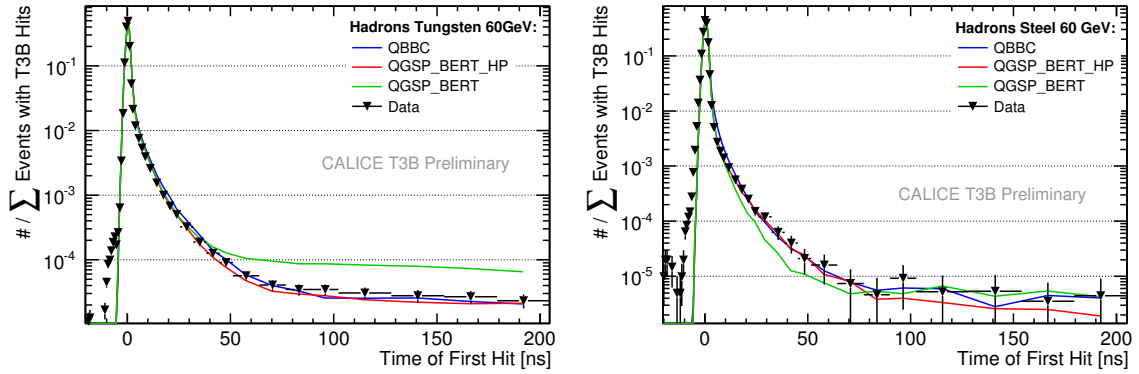 Hadrons Tungsten 60GeV:
QBBC
QGSP_BERT_HP
QGSP_BERT
Data
CALICE T3B Preliminary
# / ∑ Events with T3B Hits
10⁻¹
10⁻²
10⁻³
10⁻⁴
0 50 100 150 200
Time of First Hit [ns]
Hadrons Steel 60 GeV:
QBBC
QGSP_BERT_HP
QGSP_BERT
Data
CALICE T3B Preliminary
# / ∑ Events with T3B Hits
10⁻¹
10⁻²
10⁻³
10⁻⁴
10⁻⁵
0 50 100 150 200
Time of First Hit [ns]